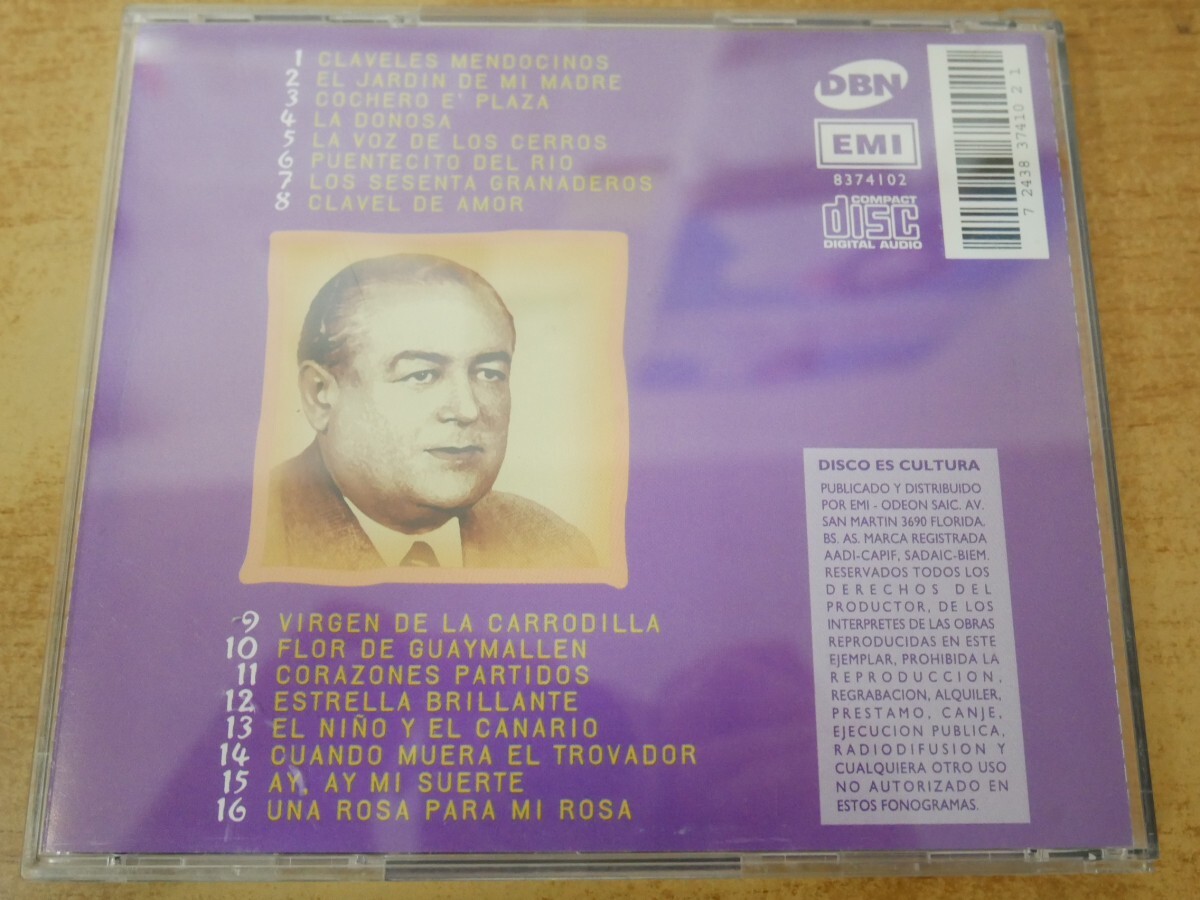 1 CLAVELES MENDOCINOS
2 EL JARDIN DE MI MADRE
3 COCHERO E' PLAZA
4 LA DONOSA
5 LA VOZ DE LOS CERROS
6 PUENTECITO DEL RIO
7 LOS SESENTA GRANADEROS
8 CLAVEL DE AMOR
DBN
EMI
8374102
COMPACT
disc
DIGITAL AUDIO
7 2438 37410 2 1
DISCO ES CULTURA
PUBLICADO Y DISTRIBUIDO
POR EMI - ODEON SAIC. AV.
SAN MARTIN 3690 FLORIDA.
BS. AS. MARCA REGISTRADA
AADI-CAPIF, SADAIC-BIEM.
RESERVADOS TODOS LOS
DERECHOS DEL
PRODUCTOR, DE LOS
INTERPRETES DE LAS OBRAS
REPRODUCIDAS EN ESTE
EJEMPLAR, PROHIBIDA LA
REPRODUCCION,
REGRABACION, ALQUILER,
PRESTAMO, CANJE,
EJECUCION PUBLICA,
RADIODIFUSION Y
CUALQUIERA OTRO USO
NO AUTORIZADO EN
ESTOS FONOGRAMAS.
9 VIRGEN DE LA CARRODILLA
10 FLOR DE GUAYMALLEN
11 CORAZONES PARTIDOS
12 ESTRELLA BRILLANTE
13 EL NIÑO Y EL CANARIO
14 CUANDO MUERA EL TROVADOR
15 AY, AY MI SUERTE
16 UNA ROSA PARA MI ROSA